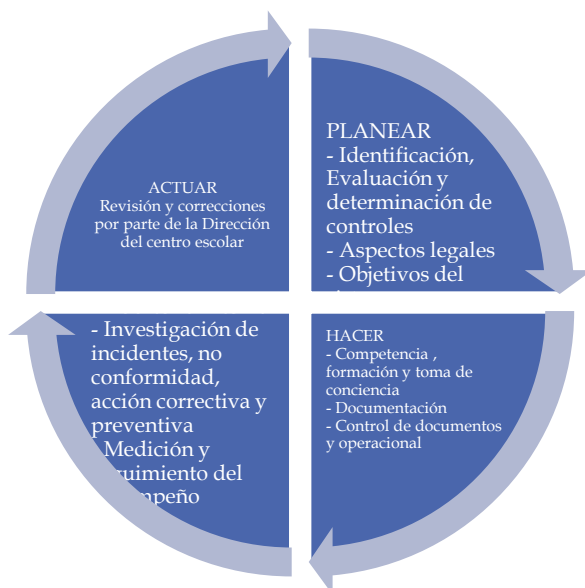 ACTUAR
Revisión y correcciones
por parte de la Dirección
del centro escolar
PLANEAR
- Identificación,
Evaluación y
determinación de
controles
- Aspectos legales
- Objetivos del
- Investigación de
incidentes, no
conformidad,
acción correctiva y
preventiva
Medición y
del
HACER
- Competencia ,
formación y toma de
conciencia
- Documentación
- Control de documentos
y operacional